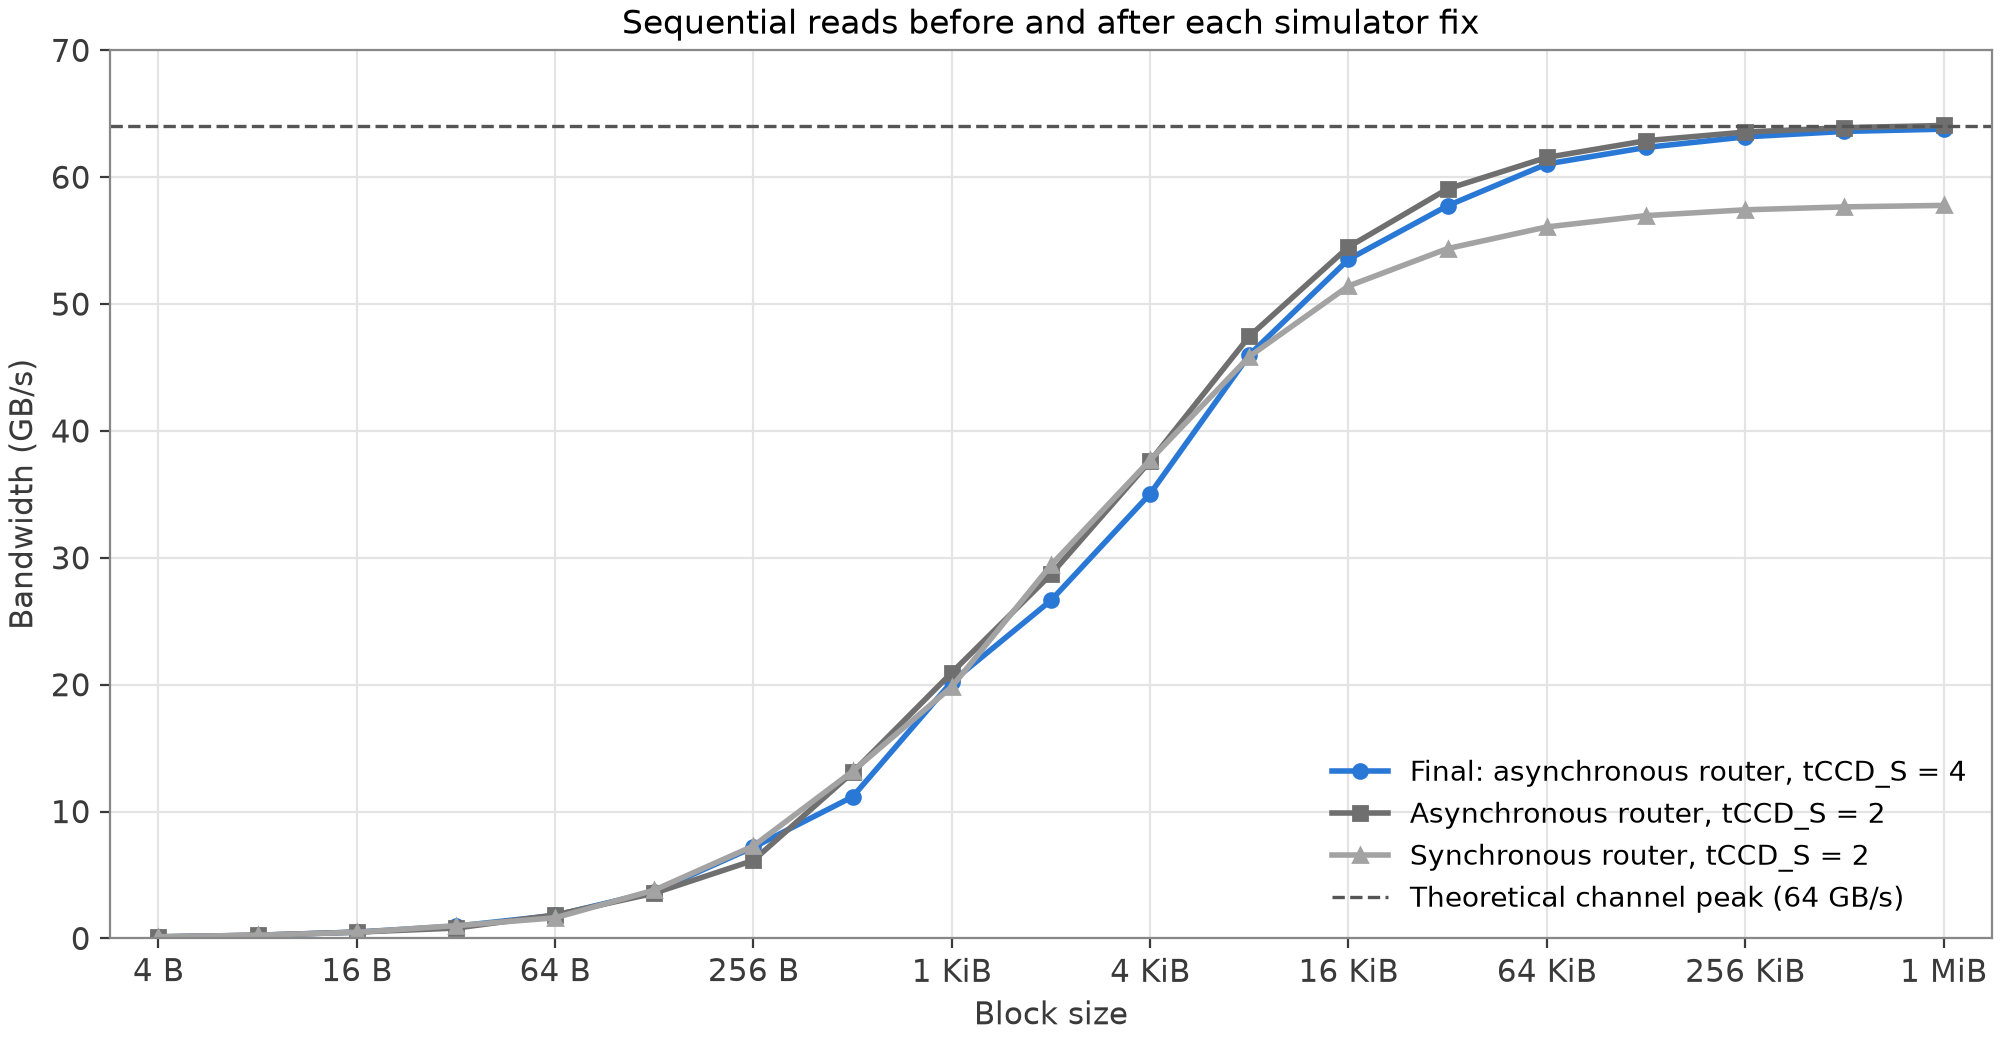 Sequential reads before and after each simulator fix
70
60
50
40
30
20
10
0
Bandwidth (GB/s)
4 B
16 B
64 B
256 B
1 KiB
4 KiB
16 KiB
64 KiB
256 KiB
1 MiB
Block size
Final: asynchronous router, tCCD_S = 4
Asynchronous router, tCCD_S = 2
Synchronous router, tCCD_S = 2
Theoretical channel peak (64 GB/s)